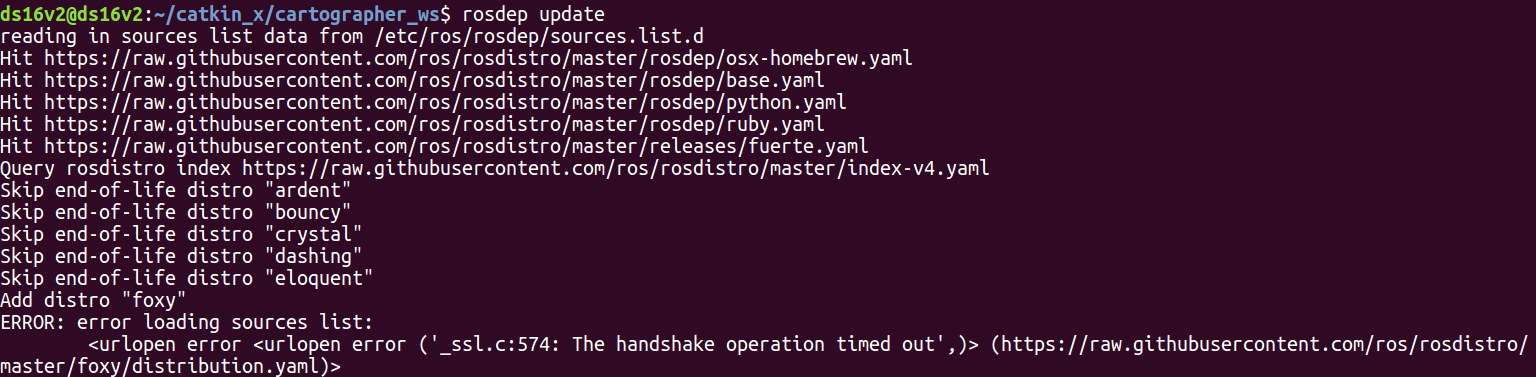 ds16v2@ds16v2:~/catkin_x/cartographer_ws$ rosdep update
reading in sources list data from /etc/ros/rosdep/sources.list.d
Hit https://raw.githubusercontent.com/ros/rosdistro/master/rosdep/osx-homebrew.yaml
Hit https://raw.githubusercontent.com/ros/rosdistro/master/rosdep/base.yaml
Hit https://raw.githubusercontent.com/ros/rosdistro/master/rosdep/python.yaml
Hit https://raw.githubusercontent.com/ros/rosdistro/master/rosdep/ruby.yaml
Hit https://raw.githubusercontent.com/ros/rosdistro/master/releases/fuerte.yaml
Query rosdistro index https://raw.githubusercontent.com/ros/rosdistro/master/index-v4.yaml
Skip end-of-life distro "ardent"
Skip end-of-life distro "bouncy"
Skip end-of-life distro "crystal"
Skip end-of-life distro "dashing"
Skip end-of-life distro "eloquent"
Add distro "foxy"
ERROR: error loading sources list:
        <urlopen error <urlopen error ('_ssl.c:574: The handshake operation timed out',)> (https://raw.githubusercontent.com/ros/rosdistro/
master/foxy/distribution.yaml)>